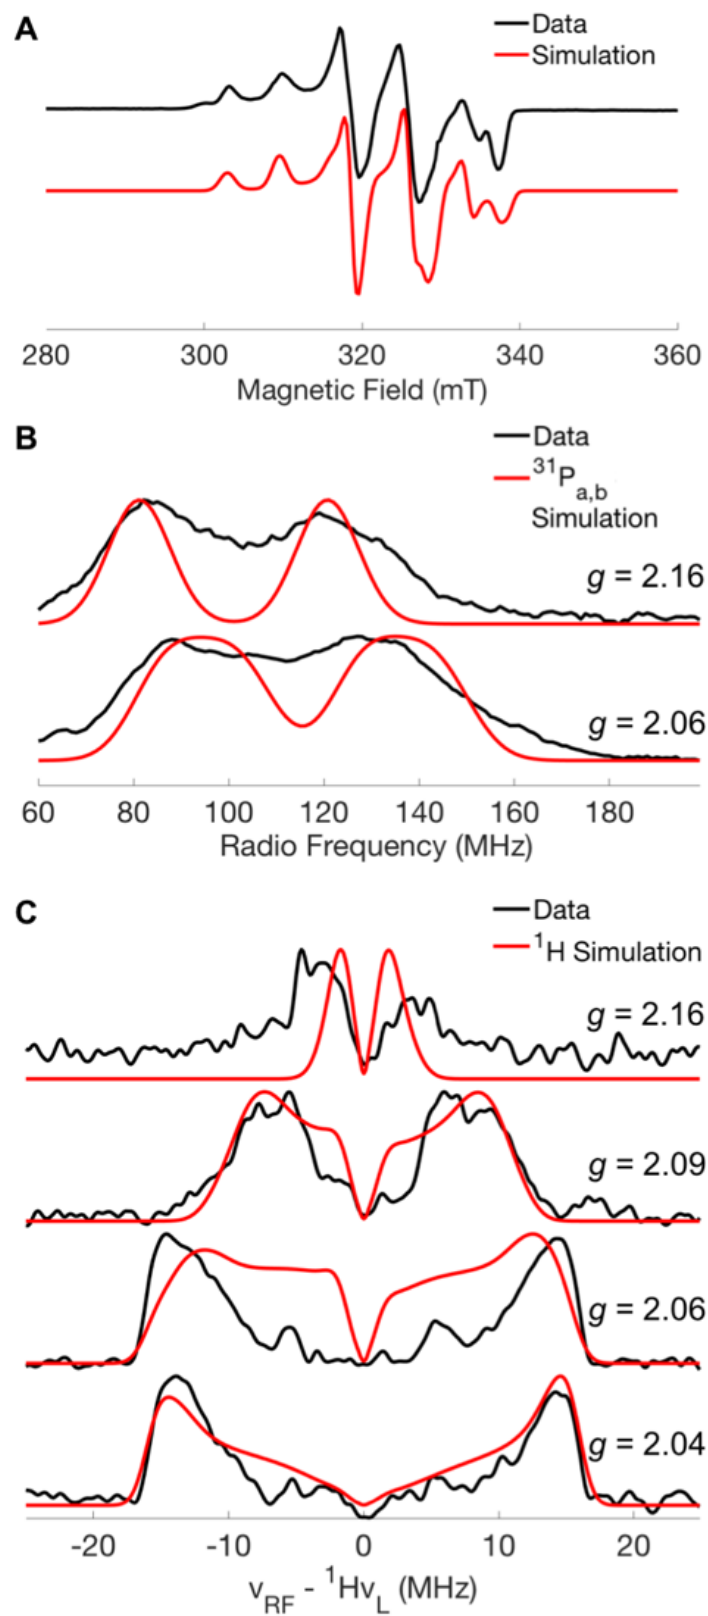 A
Data
Simulation
280 300 320 340 360
Magnetic Field (mT)
B
Data
³¹Pₐ,b
Simulation
g = 2.16
g = 2.06
60 80 100 120 140 160 180
Radio Frequency (MHz)
C
Data
¹H Simulation
g = 2.16
g = 2.09
g = 2.06
g = 2.04
-20 -10 0 10 20
νRF - ¹HνL (MHz)